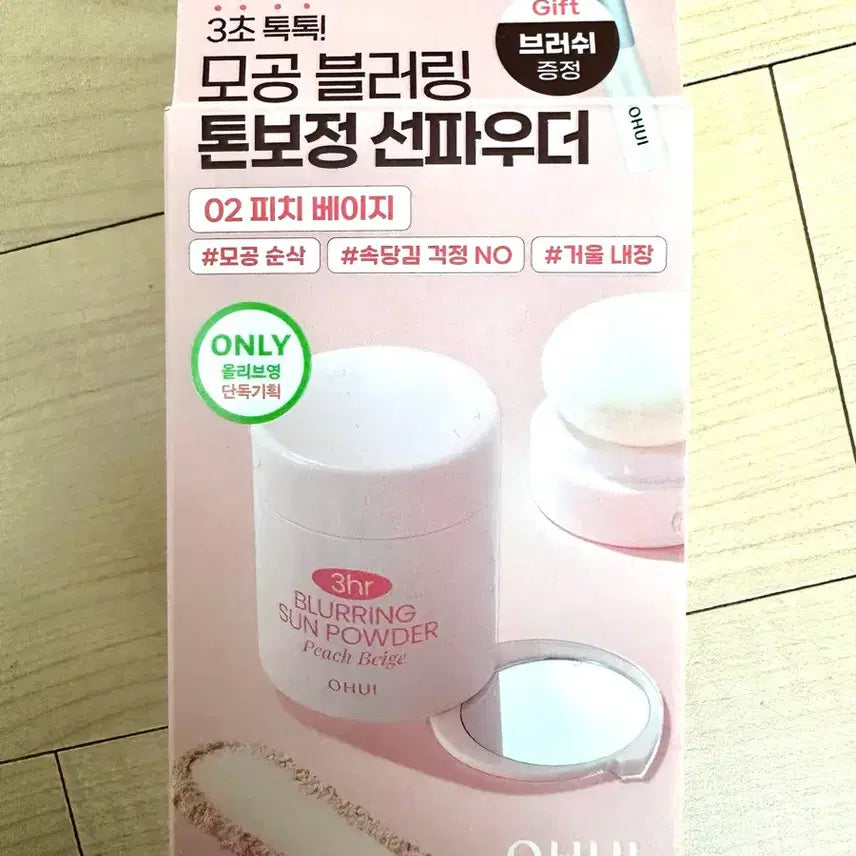 3초 톡톡!
모공 블러링
톤보정 선파우더
Gift
브러쉬
증정
OHUI
02 피치 베이지
#모공 순삭 #속당김 걱정 NO #거울 내장
ONLY
올리브영
단독기획
3hr
BLURRING
SUN POWDER
Peach Beige
OHUI
OHUI